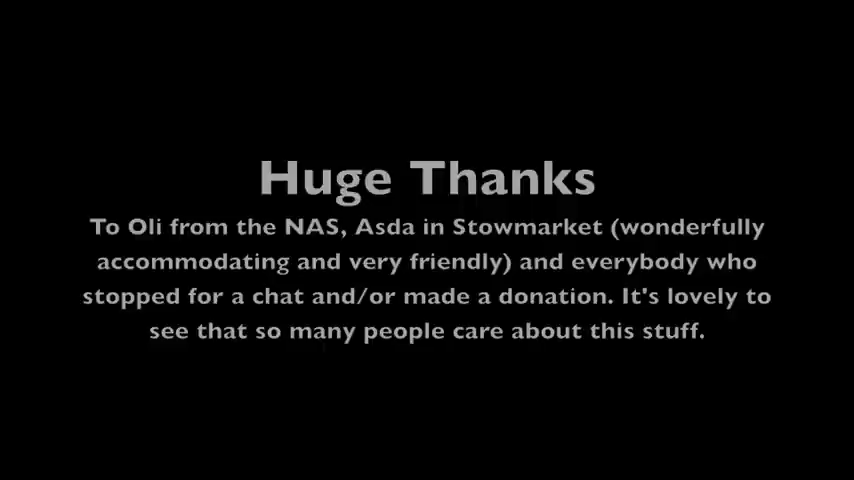 Huge Thanks
To Oli from the NAS, Asda in Stowmarket (wonderfully
accommodating and very friendly) and everybody who
stopped for a chat and/or made a donation. It's lovely to
see that so many people care about this stuff.